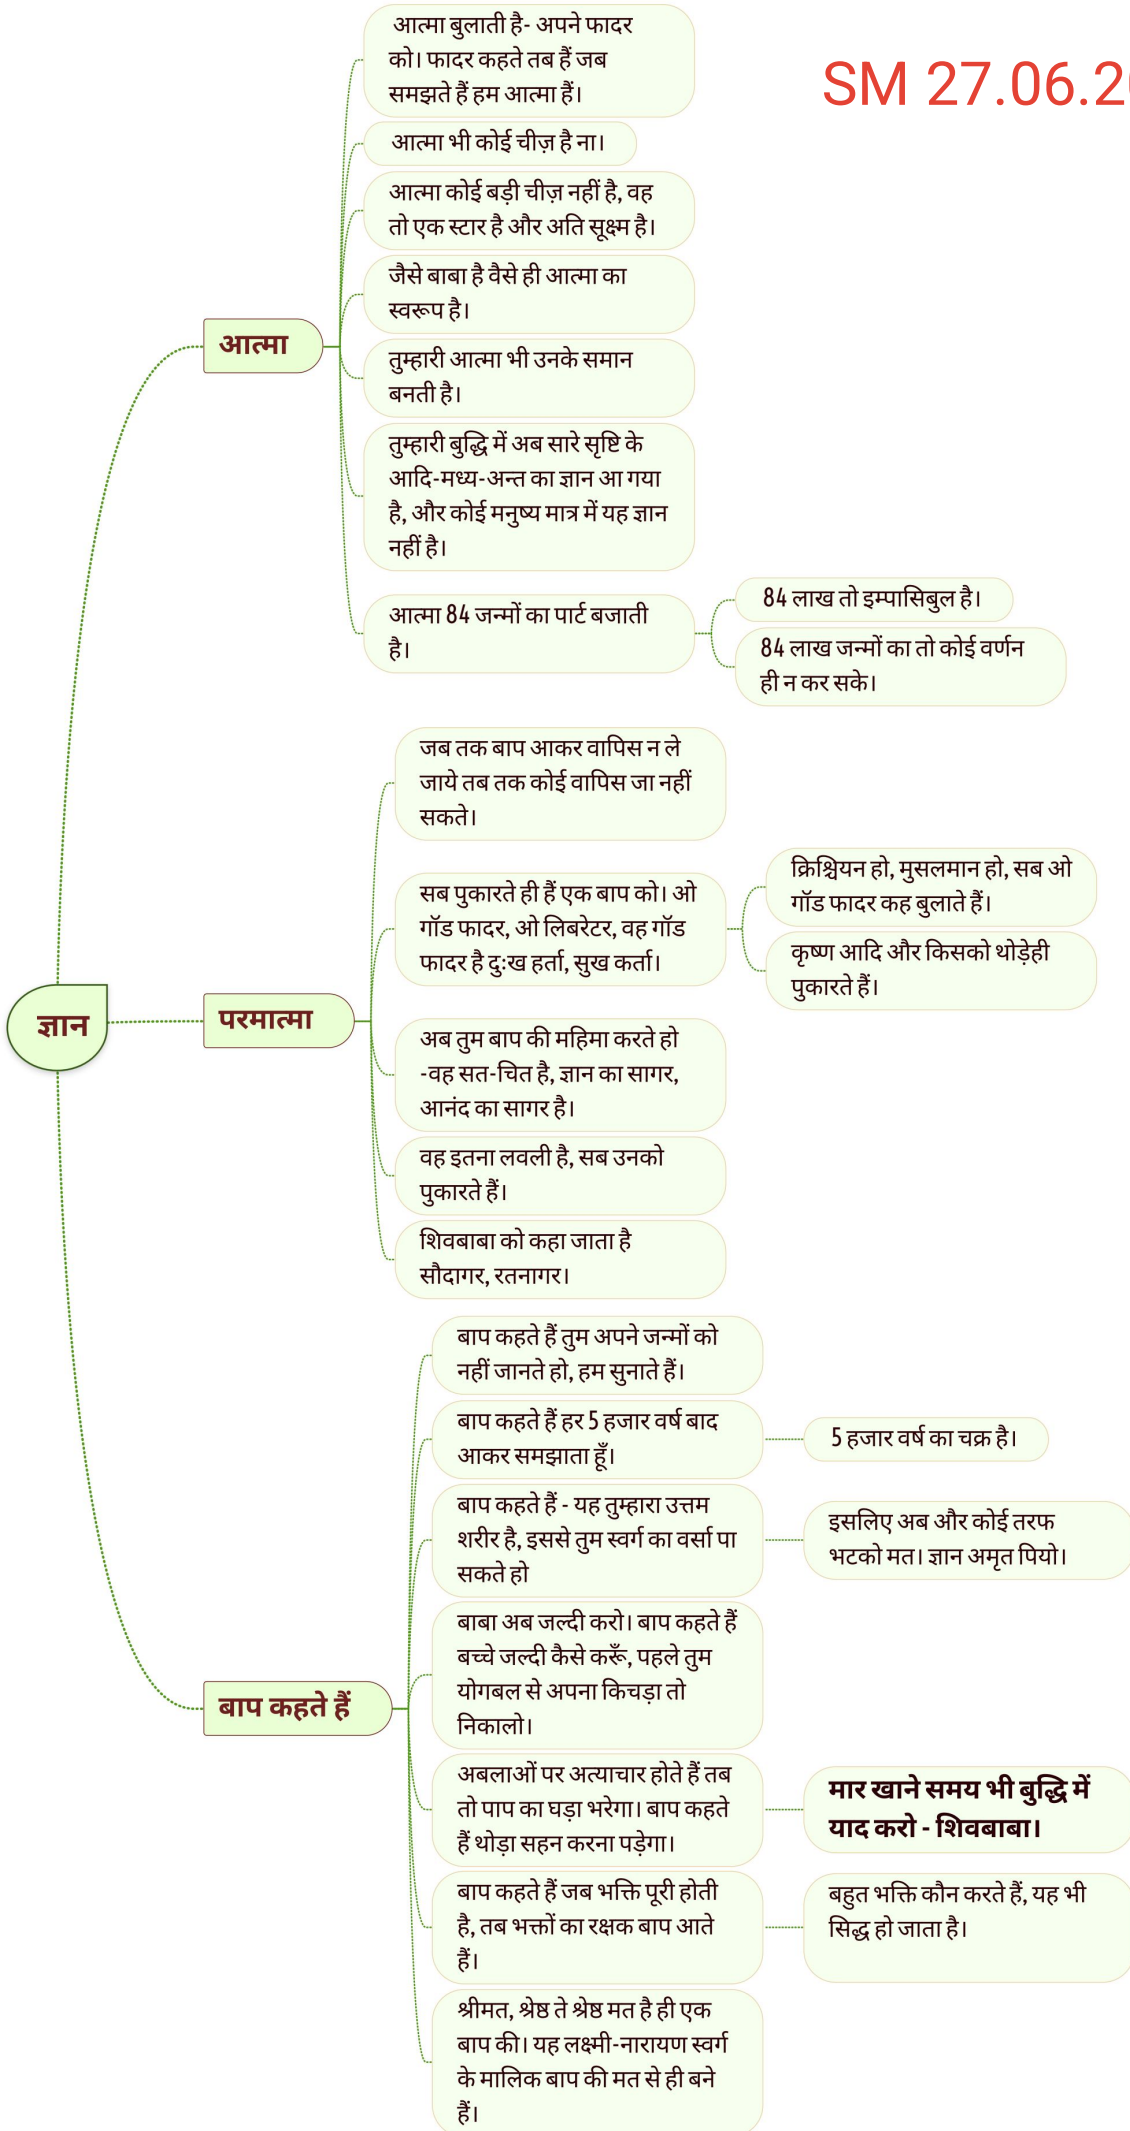 SM 27.06.20
ज्ञान
आत्मा
आत्मा बुलाती है- अपने फादर
को। फादर कहते तब हैं जब
समझते हैं हम आत्मा हैं।
आत्मा भी कोई चीज़ है ना।
आत्मा कोई बड़ी चीज़ नहीं है, वह
तो एक स्टार है और अति सूक्ष्म है।
जैसे बाबा है वैसे ही आत्मा का
स्वरूप है।
तुम्हारी आत्मा भी उनके समान
बनती है।
तुम्हारी बुद्धि में अब सारे सृष्टि के
आदि-मध्य-अन्त का ज्ञान आ गया
है, और कोई मनुष्य मात्र में यह ज्ञान
नहीं है।
आत्मा 84 जन्मों का पार्ट बजाती
है।
84 लाख तो इम्पासिबुल है।
84 लाख जन्मों का तो कोई वर्णन
ही न कर सके।
परमात्मा
जब तक बाप आकर वापिस न ले
जाये तब तक कोई वापिस जा नहीं
सकते।
सब पुकारते ही हैं एक बाप को। ओ
गॉड फादर, ओ लिबरेटर, वह गॉड
फादर है दुःख हर्ता, सुख कर्ता।
क्रिश्चियन हो, मुसलमान हो, सब ओ
गॉड फादर कह बुलाते हैं।
कृष्ण आदि और किसको थोड़ेही
पुकारते हैं।
अब तुम बाप की महिमा करते हो
-वह सत-चित है, ज्ञान का सागर,
आनंद का सागर है।
वह इतना लवली है, सब उनको
पुकारते हैं।
शिवबाबा को कहा जाता है
सौदागर, रतनागर।
बाप कहते हैं
बाप कहते हैं तुम अपने जन्मों को
नहीं जानते हो, हम सुनाते हैं।
बाप कहते हैं हर 5 हजार वर्ष बाद
आकर समझाता हूँ।
5 हजार वर्ष का चक्र है।
बाप कहते हैं - यह तुम्हारा उत्तम
शरीर है, इससे तुम स्वर्ग का वर्सा पा
सकते हो
इसलिए अब और कोई तरफ
भटको मत। ज्ञान अमृत पियो।
बाबा अब जल्दी करो। बाप कहते हैं
बच्चे जल्दी कैसे करूँ, पहले तुम
योगबल से अपना किचड़ा तो
निकालो।
अबलाओं पर अत्याचार होते हैं तब
तो पाप का घड़ा भरेगा। बाप कहते
हैं थोड़ा सहन करना पड़ेगा।
मार खाने समय भी बुद्धि में
याद करो - शिवबाबा।
बाप कहते हैं जब भक्ति पूरी होती
है, तब भक्तों का रक्षक बाप आते
हैं।
बहुत भक्ति कौन करते हैं, यह भी
सिद्ध हो जाता है।
श्रीमत, श्रेष्ठ ते श्रेष्ठ मत है ही एक
बाप की। यह लक्ष्मी-नारायण स्वर्ग
के मालिक बाप की मत से ही बने
हैं।